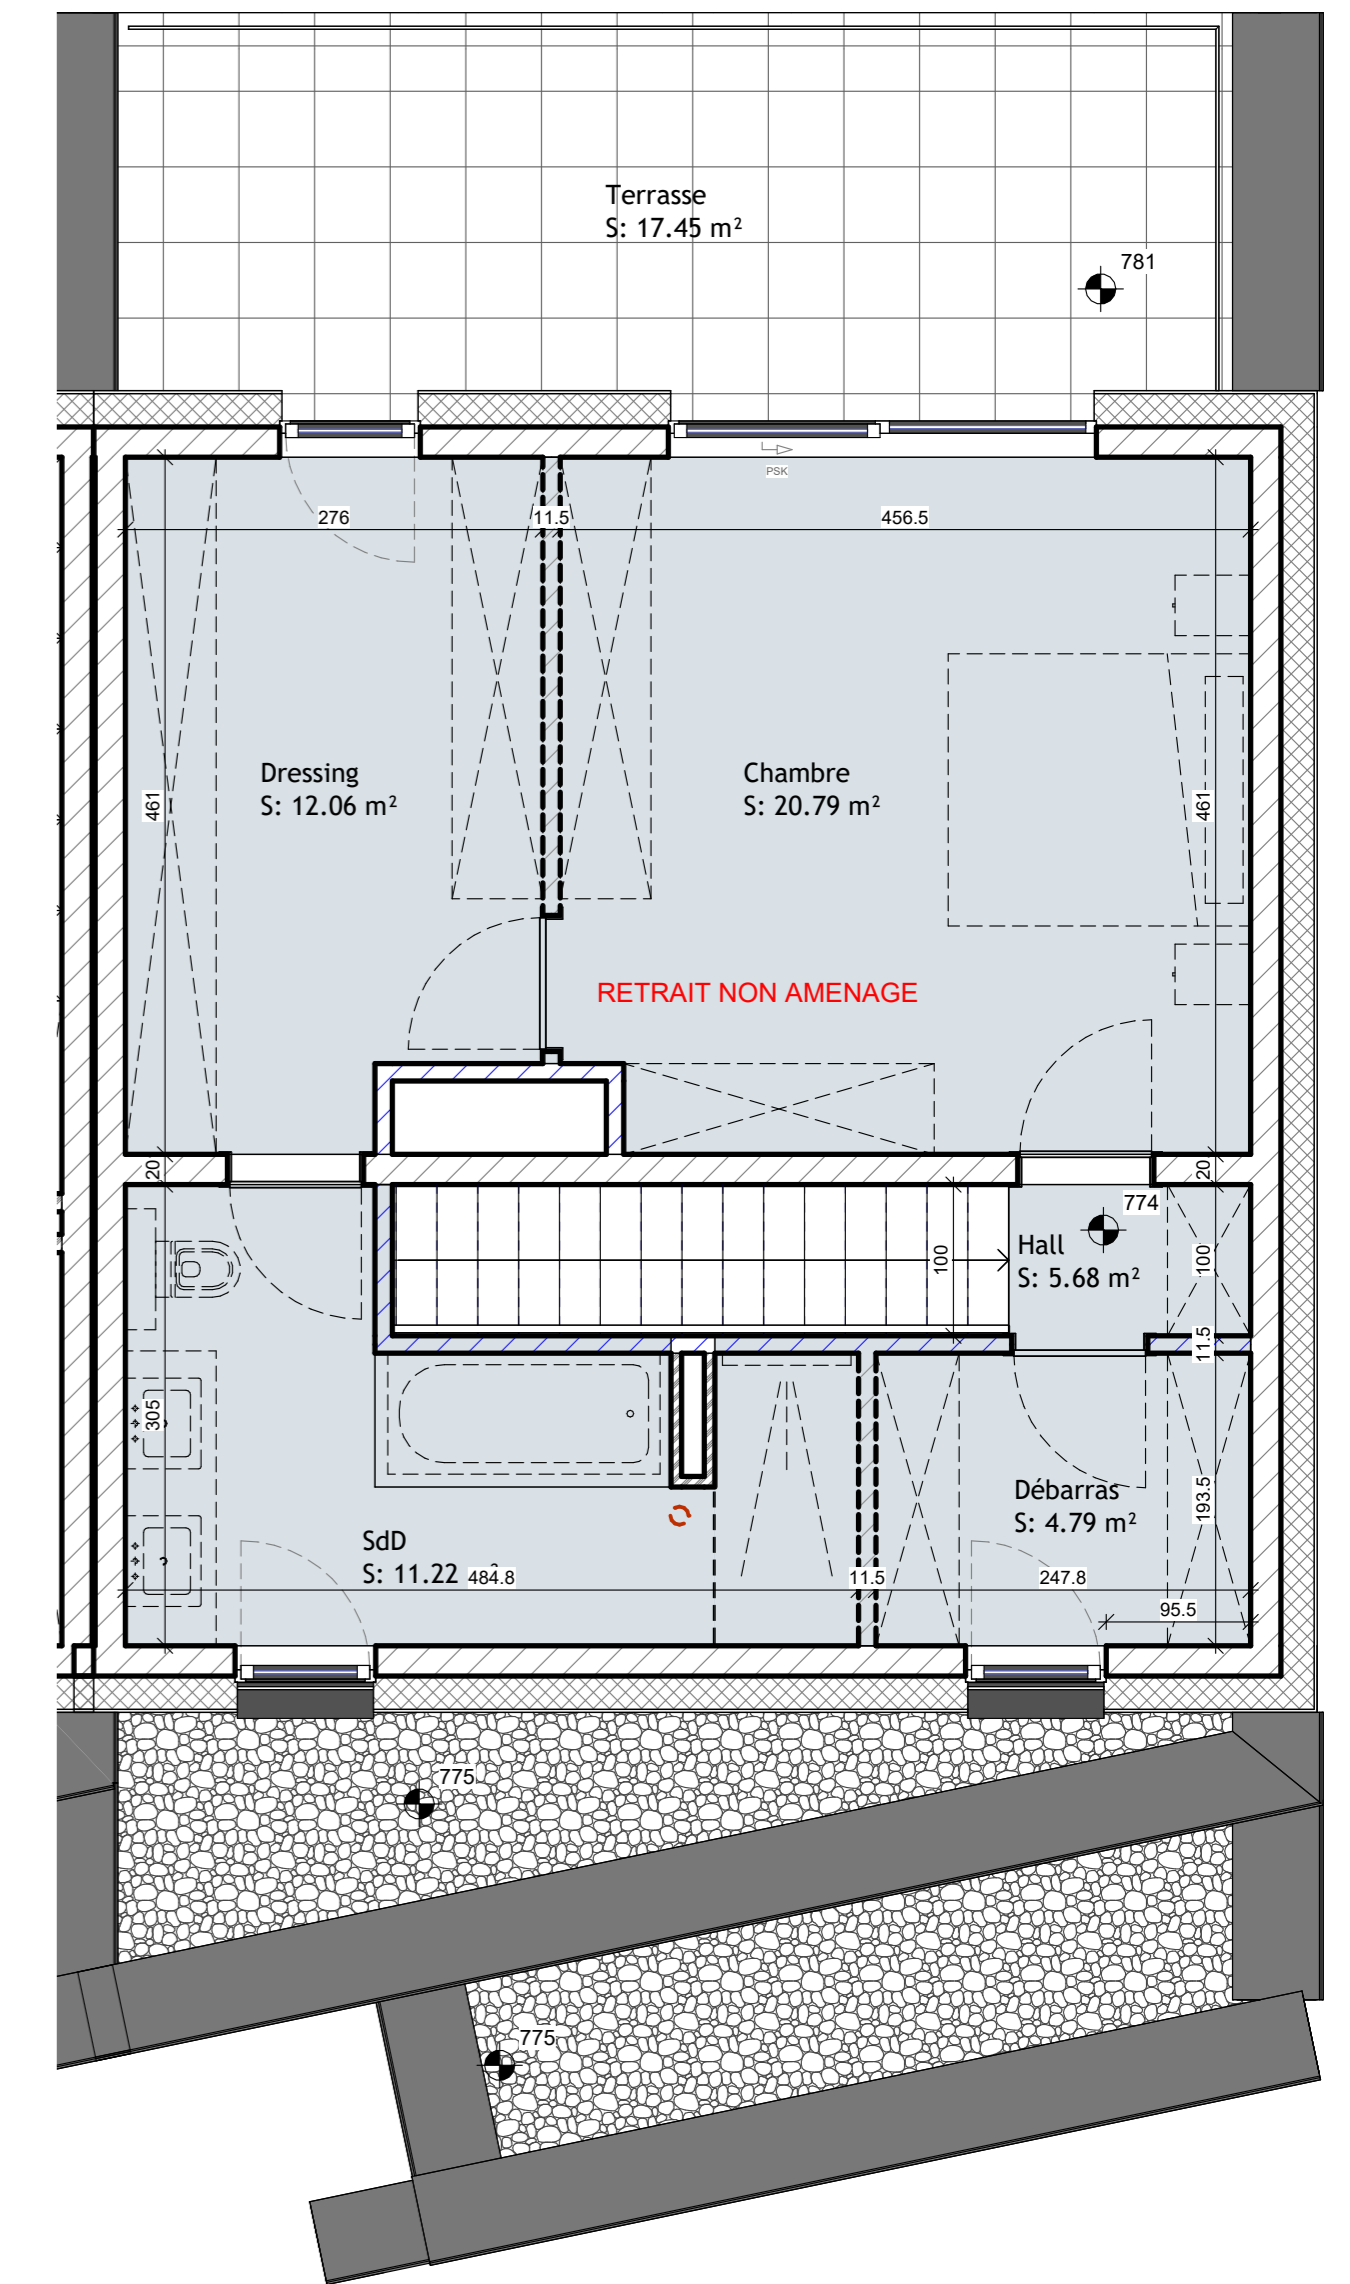 Terrasse
S: 17.45 m²
781
PSK
276
11.5
456.5
Dressing
S: 12.06 m²
Chambre
S: 20.79 m²
461
461
RETRAIT NON AMENAGE
20
20
774
Hall
S: 5.68 m²
100
100
11.5
305
193.5
Débarras
S: 4.79 m²
SdD
S: 11.22
484.8
11.5
247.8
95.5
775
775